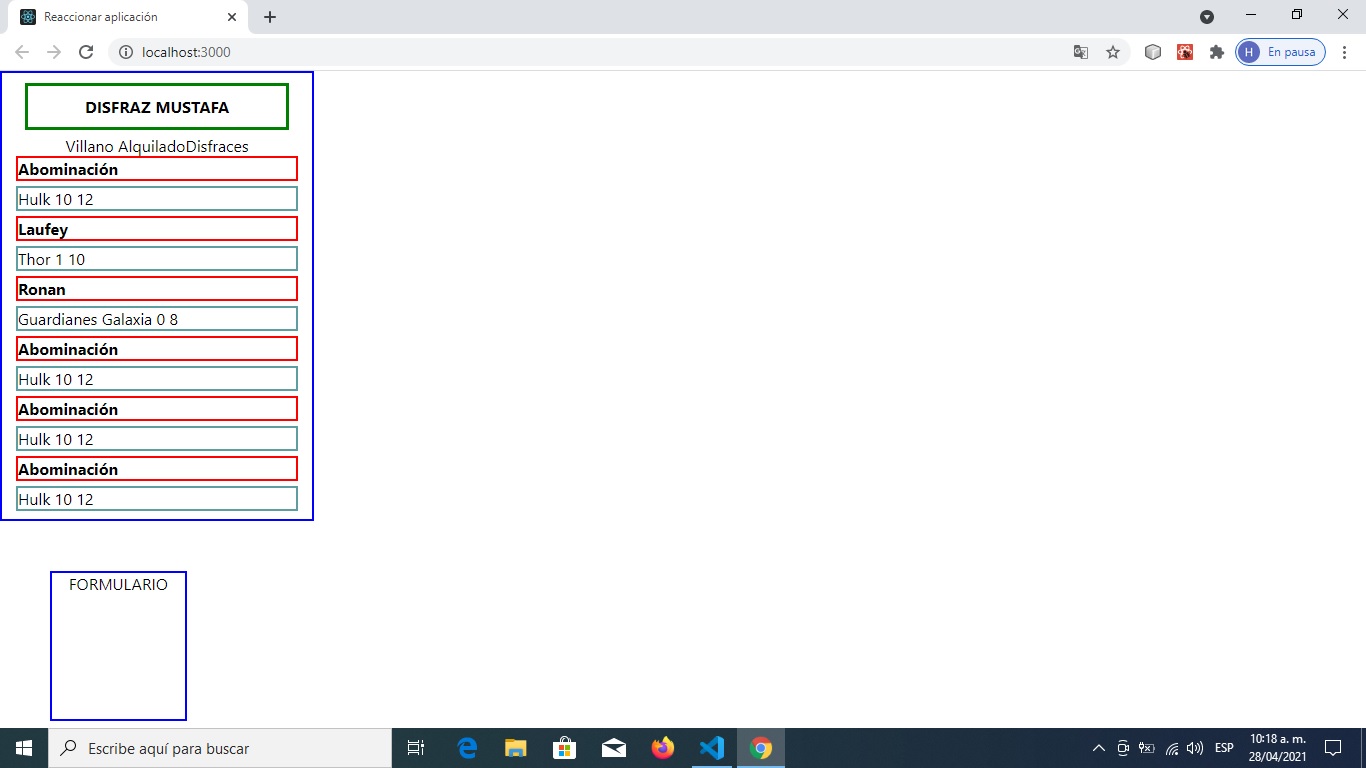 Reaccionar aplicación
localhost:3000
H En pausa
DISFRAZ MUSTAFA
Villano AlquiladoDisfraces
Abominación
Hulk 10 12
Laufey
Thor 1 10
Ronan
Guardianes Galaxia 0 8
Abominación
Hulk 10 12
Abominación
Hulk 10 12
Abominación
Hulk 10 12
FORMULARIO
Escribe aquí para buscar
ESP
10:18 a. m.
28/04/2021